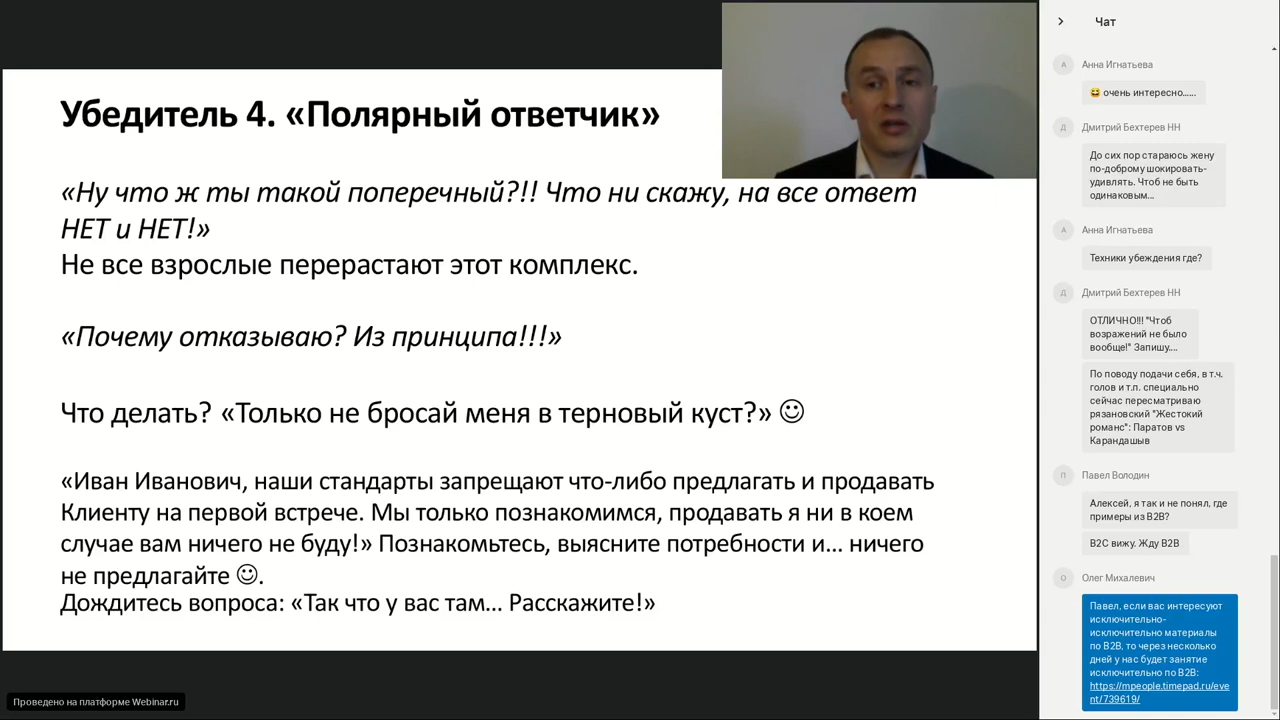 Убедитель 4. «Полярный ответчик»
«Ну что ж ты такой поперечный?!! Что ни скажу, на все ответ
НЕТ и НЕТ!»
Не все взрослые перерастают этот комплекс.
«Почему отказываю? Из принципа!!!»
Что делать? «Только не бросай меня в терновый куст?» ☺
«Иван Иванович, наши стандарты запрещают что-либо предлагать и продавать
Клиенту на первой встрече. Мы только познакомимся, продавать я ни в коем
случае вам ничего не буду!» Познакомьтесь, выясните потребности и... ничего
не предлагайте ☺.
Дождитесь вопроса: «Так что у вас там... Расскажите!»
Проведено на платформе Webinar.ru
Чат
А
Анна Игнатьева
😄 очень интересно......
Д
Дмитрий Бехтерев НН
До сих пор стараюсь жену
по-доброму шокировать-
удивлять. Чтоб не быть
одинаковым...
А
Анна Игнатьева
Техники убеждения где?
Д
Дмитрий Бехтерев НН
ОТЛИЧНО!!! "Чтоб
возражений не было
вообще!" Запишу....
По поводу подачи себя, в т.ч.
голов и т.п. специально
сейчас пересматриваю
рязановский "Жестокий
романс": Паратов vs
Карандашыв
П
Павел Володин
Алексей, я так и не понял, где
примеры из B2B?
B2C вижу. Жду B2B
О
Олег Михалевич
Павел, если вас интересуют
исключительно-
исключительно материалы
по B2B, то через несколько
дней у нас будет занятие
исключительно по B2B:
https://mpeople.timepad.ru/eve
nt/739619/